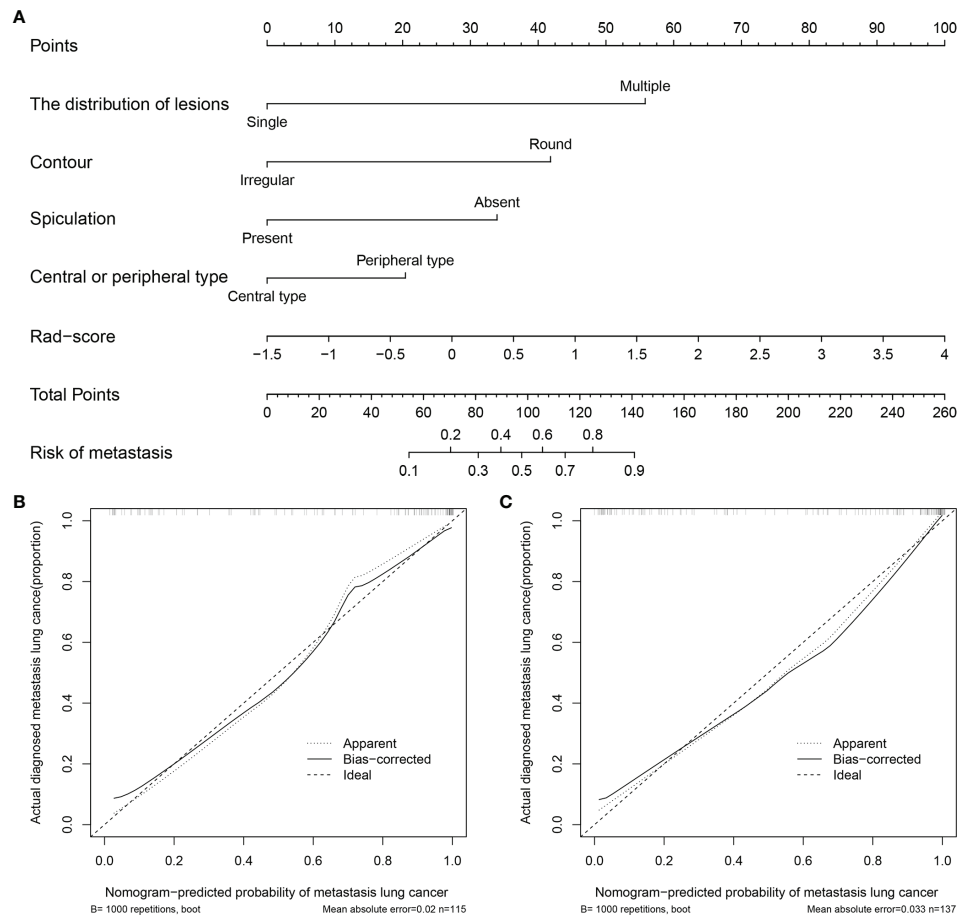 A
Points
0 10 20 30 40 50 60 70 80 90 100
The distribution of lesions
Multiple
Single
Contour
Round
Irregular
Spiculation
Absent
Present
Central or peripheral type
Peripheral type
Central type
Rad−score
−1.5 −1 −0.5 0 0.5 1 1.5 2 2.5 3 3.5 4
Total Points
0 20 40 60 80 100 120 140 160 180 200 220 240 260
Risk of metastasis
0.2 0.4 0.6 0.8
0.1 0.3 0.5 0.7 0.9
B
Actual diagnosed metastasis lung cance(proportion)
1.0
0.8
0.6
0.4
0.2
0.0
Apparent
Bias−corrected
Ideal
0.0 0.2 0.4 0.6 0.8 1.0
Nomogram−predicted probability of metastasis lung cancer
B= 1000 repetitions, boot
Mean absolute error=0.02 n=115
C
Actual diagnosed metastasis lung cance(proportion)
1.0
0.8
0.6
0.4
0.2
0.0
Apparent
Bias−corrected
Ideal
0.0 0.2 0.4 0.6 0.8 1.0
Nomogram−predicted probability of metastasis lung cancer
B= 1000 repetitions, boot
Mean absolute error=0.033 n=137